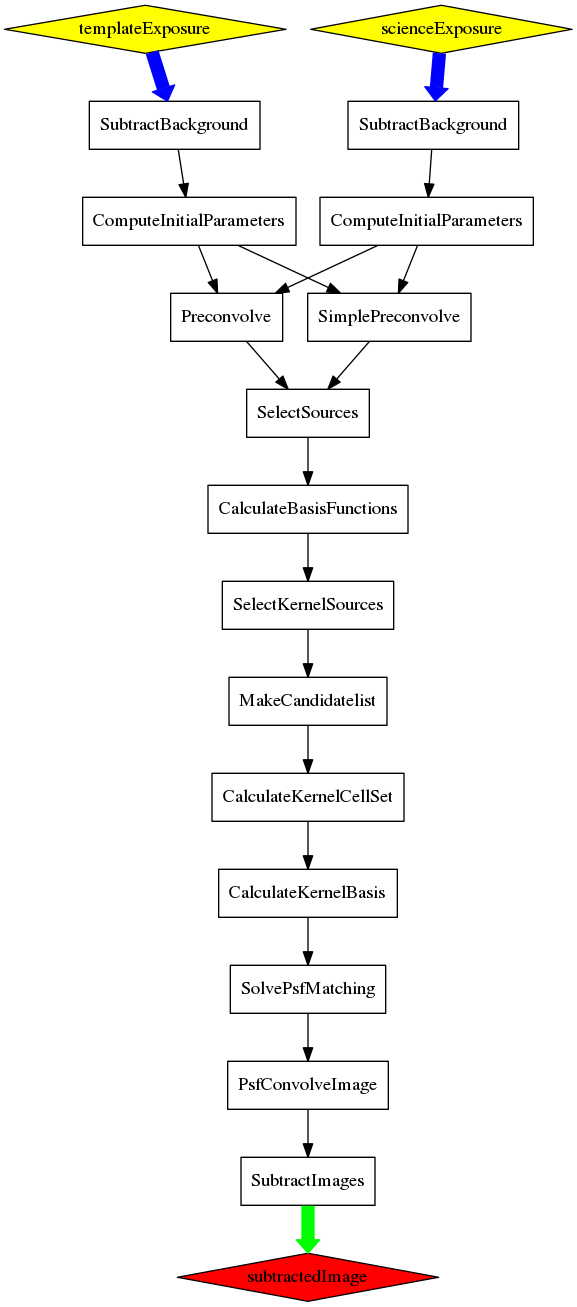 templateExposure
scienceExposure
SubtractBackground
SubtractBackground
ComputeInitialParameters
ComputeInitialParameters
Preconvolve
SimplePreconvolve
SelectSources
CalculateBasisFunctions
SelectKernelSources
MakeCandidatelist
CalculateKernelCellSet
CalculateKernelBasis
SolvePsfMatching
PsfConvolveImage
SubtractImages
subtractedImage